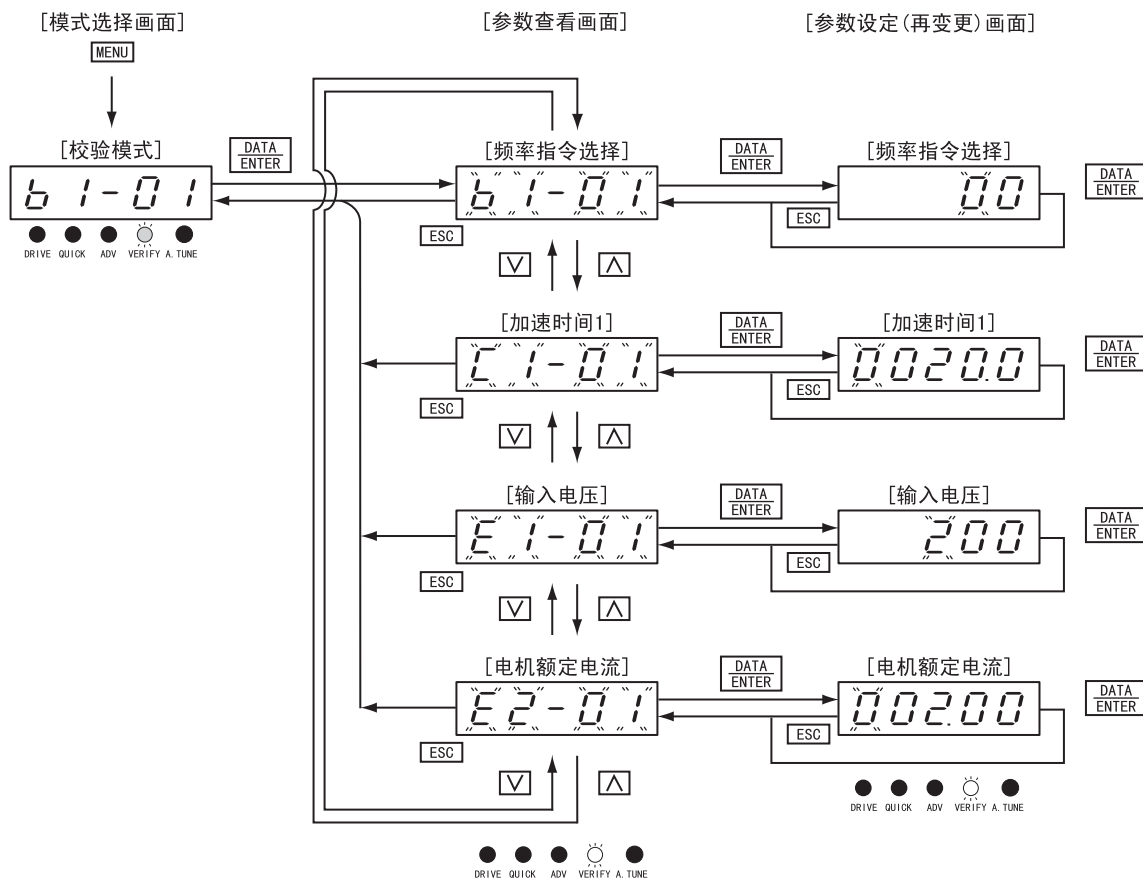 [模式选择画面]
[参数查看画面]
[参数设定(再变更)画面]
MENU
[校验模式]
DATA
ENTER
[频率指令选择]
DATA
ENTER
[频率指令选择]
DATA
ENTER
b1-01
b1-01
00
ESC
ESC
DRIVE QUICK ADV VERIFY A.TUNE
∨ ∧
[加速时间1]
DATA
ENTER
[加速时间1]
DATA
ENTER
C1-01
0020.0
ESC
ESC
∨ ∧
[输入电压]
DATA
ENTER
[输入电压]
DATA
ENTER
E1-01
200
ESC
ESC
∨ ∧
[电机额定电流]
DATA
ENTER
[电机额定电流]
DATA
ENTER
E2-01
002.00
ESC
ESC
∨ ∧
DRIVE QUICK ADV VERIFY A.TUNE
DRIVE QUICK ADV VERIFY A.TUNE